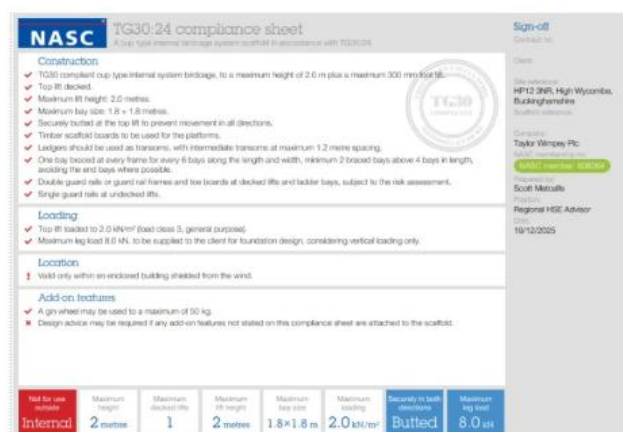 NASC
TG30:24 compliance sheet
A cup type internal birdcage system scaffold in accordance with TG30:24.
Construction
TG30 compliant cup type internal system birdcage, to a maximum height of 2.0 m plus a maximum 300 mm foot lift.
Top lift decked.
Maximum lift height: 2.0 metres.
Maximum bay size: 1.8 × 1.8 metres.
Securely butted at the top lift to prevent movement in all directions.
Timber scaffold boards to be used for the platforms.
Ledgers should be used as transoms, with intermediate transoms at maximum 1.2 metre spacing.
One bay braced at every frame for every 6 bays along the length and width, minimum 2 braced bays above 4 bays in length,
avoiding the end bays where possible.
Double guard rails or guard rail frames and toe boards at decked lifts and ladder bays, subject to the risk assessment.
Single guard rails at undecked lifts.
TG30
COMPLIANT
Loading
Top lift loaded to 2.0 kN/m² (load class 3, general purpose).
Maximum leg load 8.0 kN, to be supplied to the client for foundation design, considering vertical loading only.
Location
Valid only within an enclosed building shielded from the wind.
Add-on features
A gin wheel may be used to a maximum of 50 kg.
Design advice may be required if any add-on features not stated on this compliance sheet are attached to the scaffold.
Not for use outside
Internal
Maximum height
2 metres
Maximum decked lifts
1
Maximum lift height
2 metres
Maximum bay size
1.8×1.8 m
Maximum loading
2.0 kN/m²
Securely in both directions
Butted
Maximum leg load
8.0 kN
Sign-off
Contract to:
Client:
Site reference:
HP12 3NR, High Wycombe,
Buckinghamshire
Scaffold reference:
Company:
Taylor Wimpey Plc
NASC membership no:
NASC member
Prepared by:
Scott Metcalfe
Position:
Regional HSE Advisor
Date:
19/12/2025